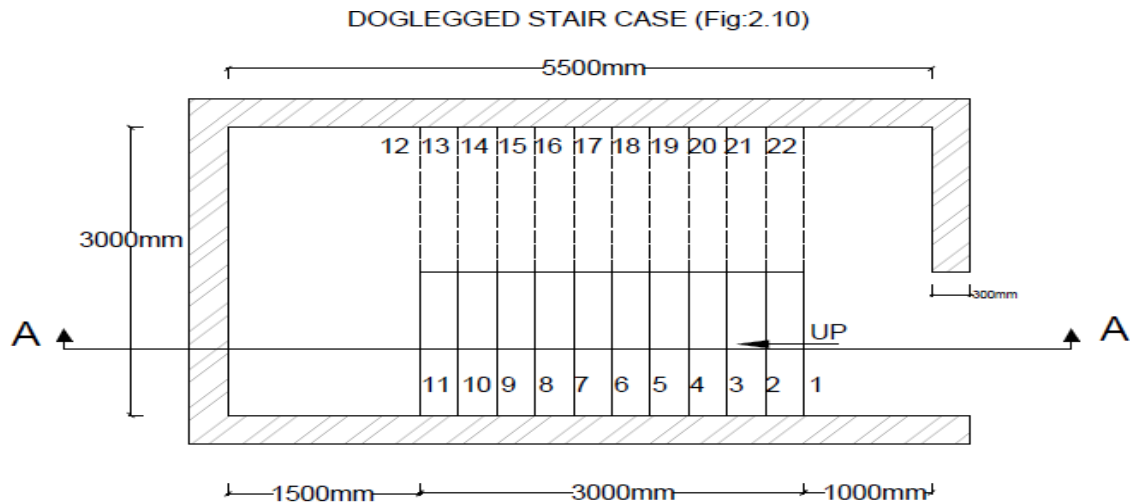 DOGLEGGED STAIR CASE (Fig:2.10)
5500mm
12 13 14 15 16 17 18 19 20 21 22
3000mm
300mm
A A
UP
11 10 9 8 7 6 5 4 3 2 1
1500mm 3000mm 1000mm